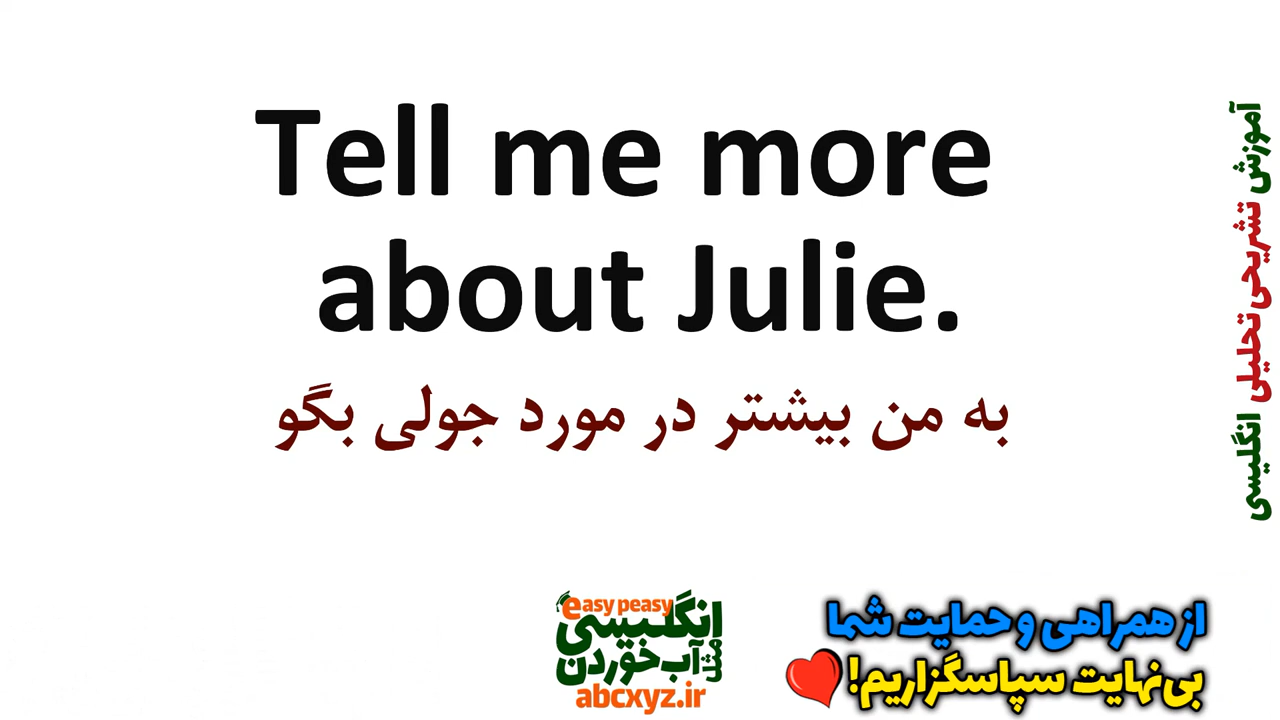 Tell me more
about Julie.
به من بیشتر در مورد جولی بگو
آموزش تشریحی تحلیلی انگلیسی
easy peasy
انگلیسی
مثل آب خوردن
abcxyz.ir
از همراهی و حمایت شما
بی‌نهایت سپاسگزاریم!